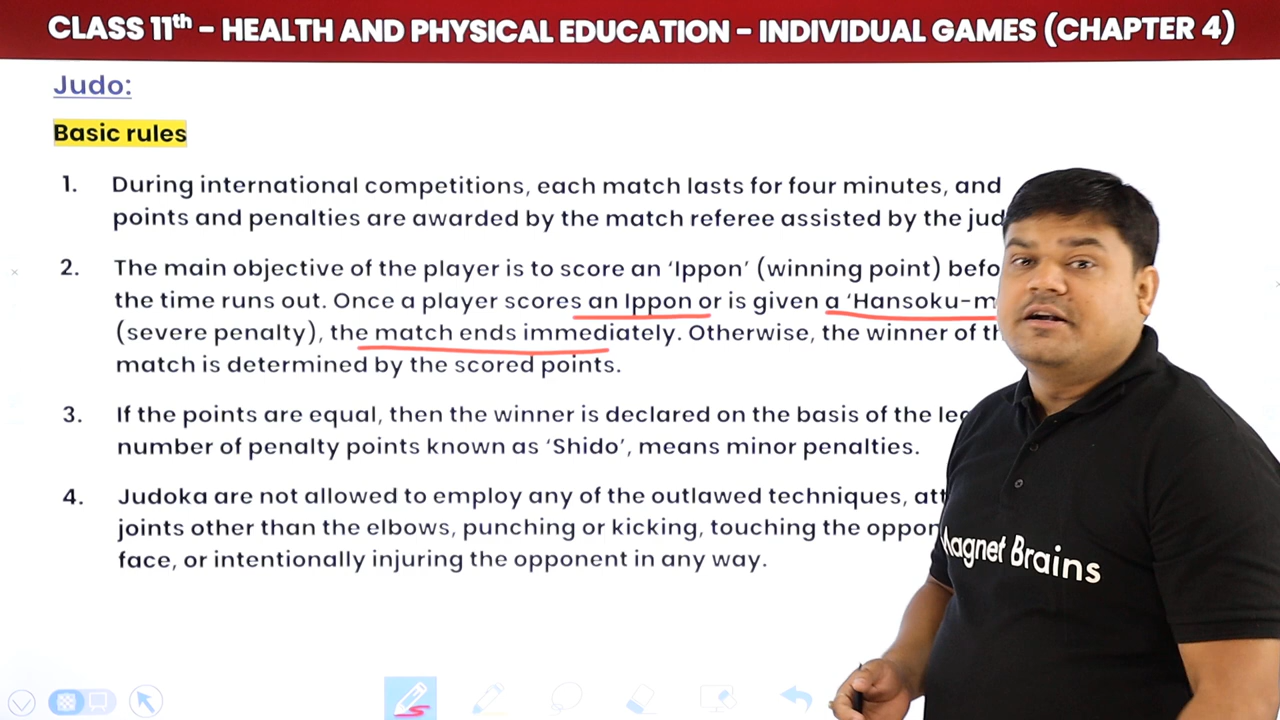 CLASS 11th – HEALTH AND PHYSICAL EDUCATION – INDIVIDUAL GAMES (CHAPTER 4)
Judo:
Basic rules
1. During international competitions, each match lasts for four minutes, and
points and penalties are awarded by the match referee assisted by the
2. The main objective of the player is to score an ‘Ippon’ (winning point)
the time runs out. Once a player scores an Ippon or is given a
(severe penalty), the match ends immediately. Otherwise, the winner of
match is determined by the scored points.
3. If the points are equal, then the winner is declared on the basis of the
number of penalty points known as ‘Shido’, means minor penalties.
4. Judoka are not allowed to employ any of the outlawed techniques,
joints other than the elbows, punching or kicking, touching the
face, or intentionally injuring the opponent in any way.
Magnet Brains